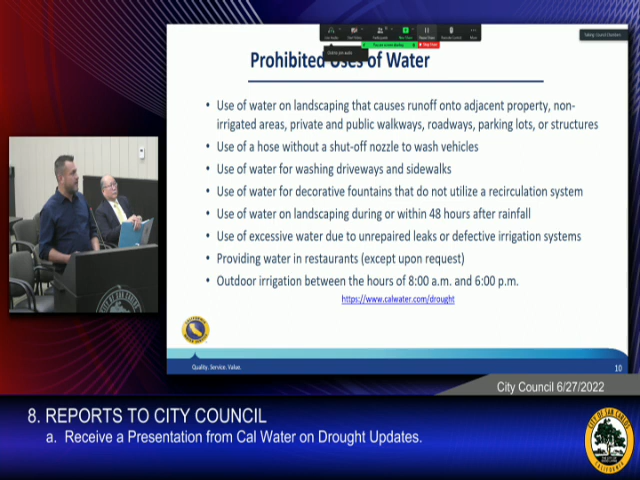 Prohibited Uses of Water
• Use of water on landscaping that causes runoff onto adjacent property, non-
irrigated areas, private and public walkways, roadways, parking lots, or structures
• Use of a hose without a shut-off nozzle to wash vehicles
• Use of water for washing driveways and sidewalks
• Use of water for decorative fountains that do not utilize a recirculation system
• Use of water on landscaping during or within 48 hours after rainfall
• Use of excessive water due to unrepaired leaks or defective irrigation systems
• Providing water in restaurants (except upon request)
• Outdoor irrigation between the hours of 8:00 a.m. and 6:00 p.m.
https://www.calwater.com/drought
Quality. Service. Value.
10
City Council 6/27/2022
8. REPORTS TO CITY COUNCIL
a. Receive a Presentation from Cal Water on Drought Updates.
CITY OF SAN CARLOS
CALIFORNIA